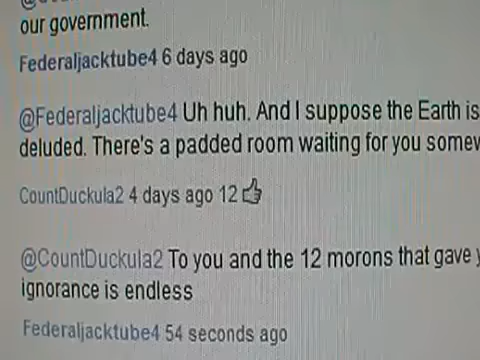 our government.
Federaljacktube4 6 days ago
@Federaljacktube4 Uh huh. And I suppose the Earth is
deluded. There's a padded room waiting for you
CountDuckula2 4 days ago 12
@CountDuckula2 To you and the 12 morons that gave
ignorance is endless
Federaljacktube4 54 seconds ago